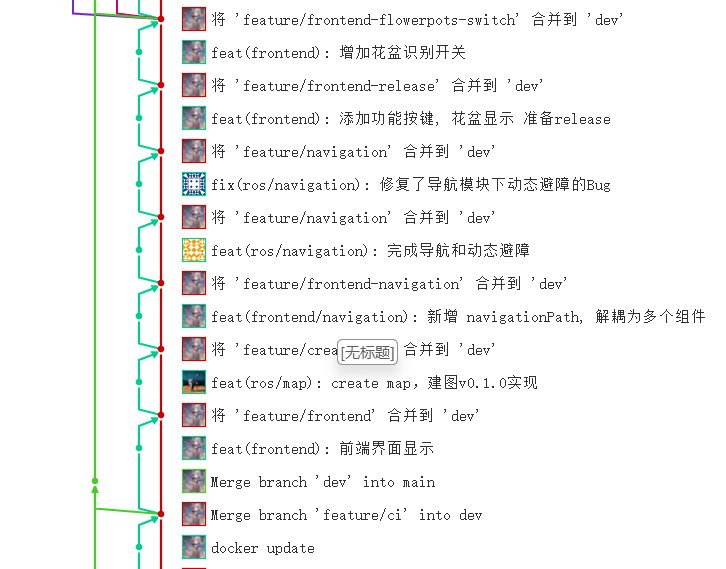 将 'feature/frontend-flowerpots-switch' 合并到 'dev'
feat(frontend): 增加花盆识别开关
将 'feature/frontend-release' 合并到 'dev'
feat(frontend): 添加功能按键, 花盆显示 准备release
将 'feature/navigation' 合并到 'dev'
fix(ros/navigation): 修复了导航模块下动态避障的Bug
将 'feature/navigation' 合并到 'dev'
feat(ros/navigation): 完成导航和动态避障
将 'feature/frontend-navigation' 合并到 'dev'
feat(frontend/navigation): 新增 navigationPath, 解耦为多个组件
将 'feature/crea [无标题] 合并到 'dev'
feat(ros/map): create map，建图v0.1.0实现
将 'feature/frontend' 合并到 'dev'
feat(frontend): 前端界面显示
Merge branch 'dev' into main
Merge branch 'feature/ci' into dev
docker update